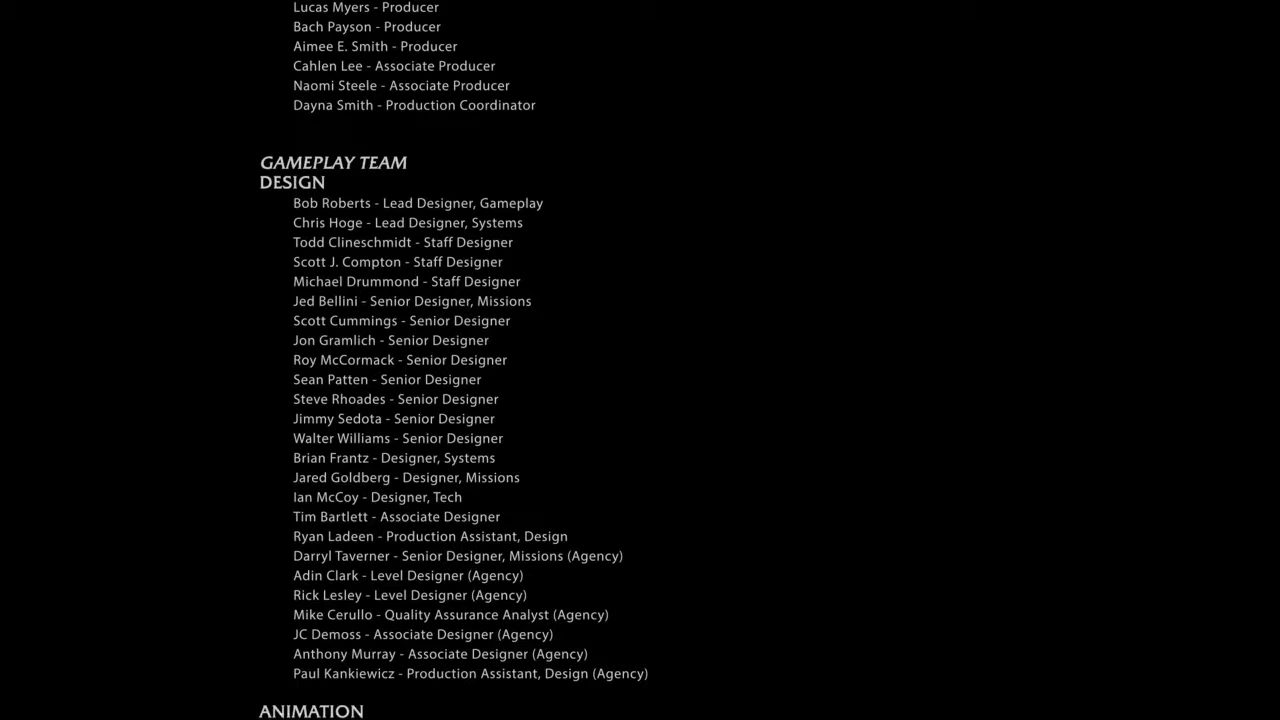 Lucas Myers - Producer
Bach Payson - Producer
Aimee E. Smith - Producer
Cahlen Lee - Associate Producer
Naomi Steele - Associate Producer
Dayna Smith - Production Coordinator
GAMEPLAY TEAM
DESIGN
Bob Roberts - Lead Designer, Gameplay
Chris Hoge - Lead Designer, Systems
Todd Clineschmidt - Staff Designer
Scott J. Compton - Staff Designer
Michael Drummond - Staff Designer
Jed Bellini - Senior Designer, Missions
Scott Cummings - Senior Designer
Jon Gramlich - Senior Designer
Roy McCormack - Senior Designer
Sean Patten - Senior Designer
Steve Rhoades - Senior Designer
Jimmy Sedota - Senior Designer
Walter Williams - Senior Designer
Brian Frantz - Designer, Systems
Jared Goldberg - Designer, Missions
Ian McCoy - Designer, Tech
Tim Bartlett - Associate Designer
Ryan Ladeen - Production Assistant, Design
Darryl Taverner - Senior Designer, Missions (Agency)
Adin Clark - Level Designer (Agency)
Rick Lesley - Level Designer (Agency)
Mike Cerullo - Quality Assurance Analyst (Agency)
JC Demoss - Associate Designer (Agency)
Anthony Murray - Associate Designer (Agency)
Paul Kankiewicz - Production Assistant, Design (Agency)
ANIMATION